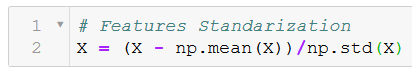 1 # Features Standarization
2 X = (X - np.mean(X))/np.std(X)